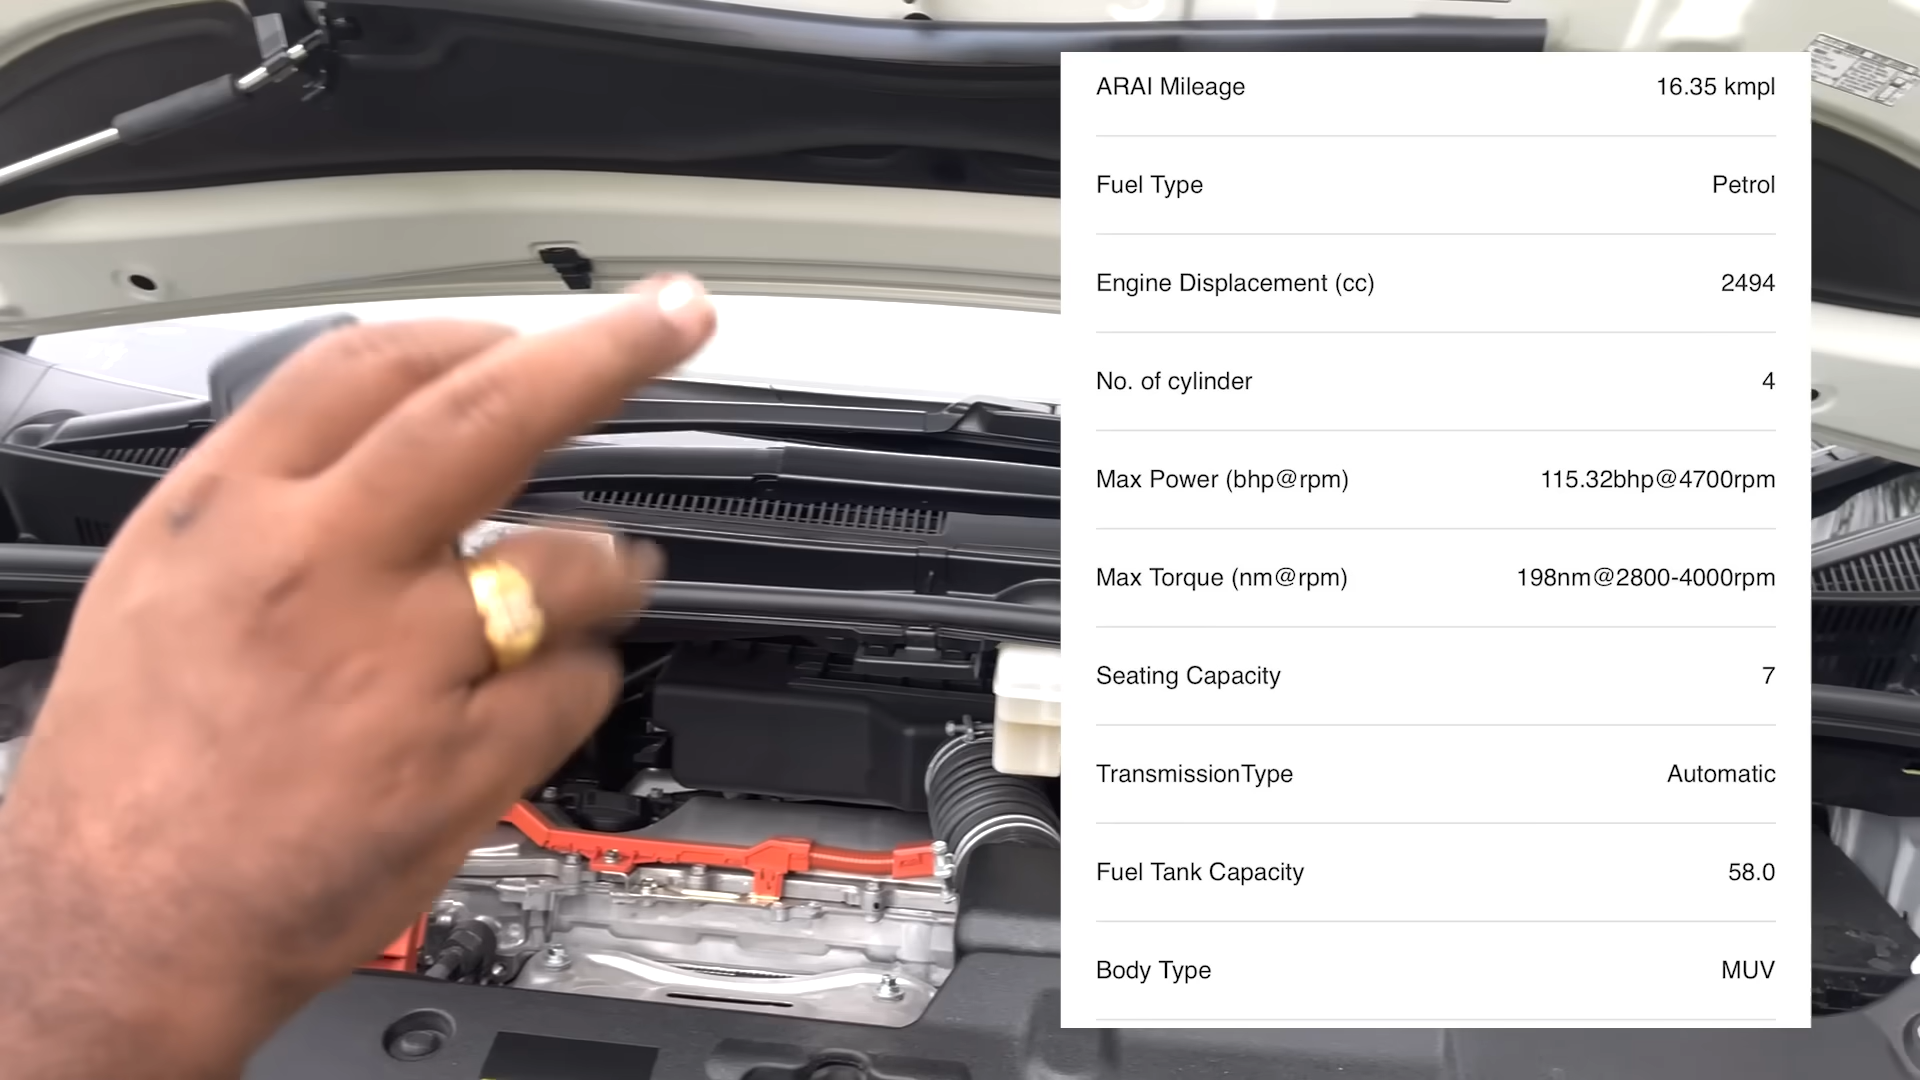 ARAI Mileage 16.35 kmpl
Fuel Type Petrol
Engine Displacement (cc) 2494
No. of cylinder 4
Max Power (bhp@rpm) 115.32bhp@4700rpm
Max Torque (nm@rpm) 198nm@2800-4000rpm
Seating Capacity 7
TransmissionType Automatic
Fuel Tank Capacity 58.0
Body Type MUV